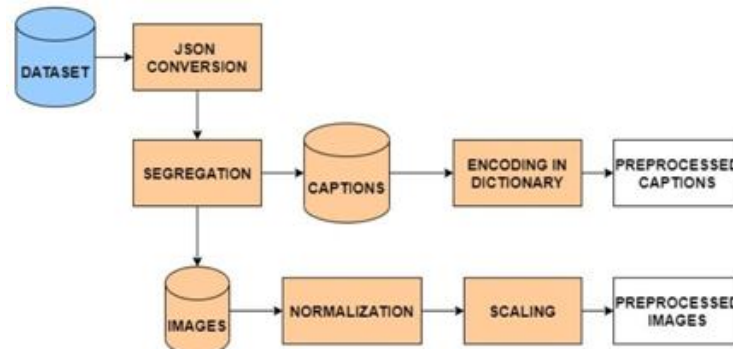 DATASET
JSON
CONVERSION
SEGREGATION
CAPTIONS
ENCODING IN
DICTIONARY
PREPROCESSED
CAPTIONS
IMAGES
NORMALIZATION
SCALING
PREPROCESSED
IMAGES